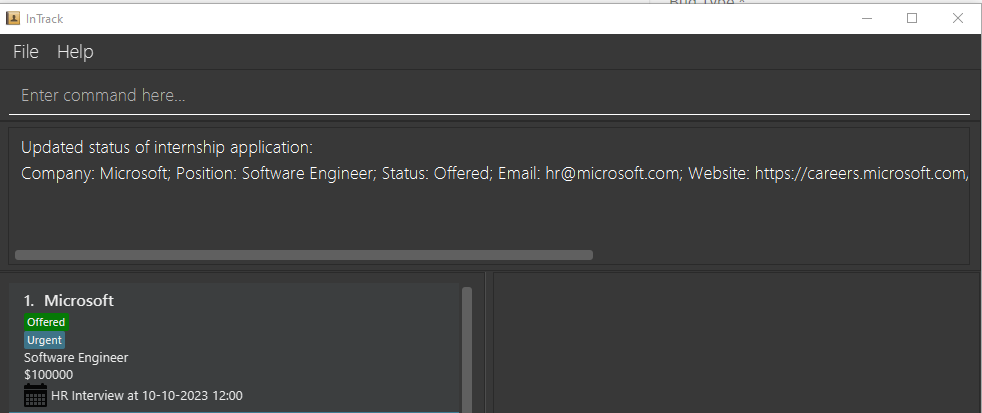 Bug Type *
InTrack
File Help
Enter command here...
Updated status of internship application:
Company: Microsoft; Position: Software Engineer; Status: Offered; Email: hr@microsoft.com; Website: https://careers.microsoft.com,
1. Microsoft
Offered
Urgent
Software Engineer
$100000
HR Interview at 10-10-2023 12:00